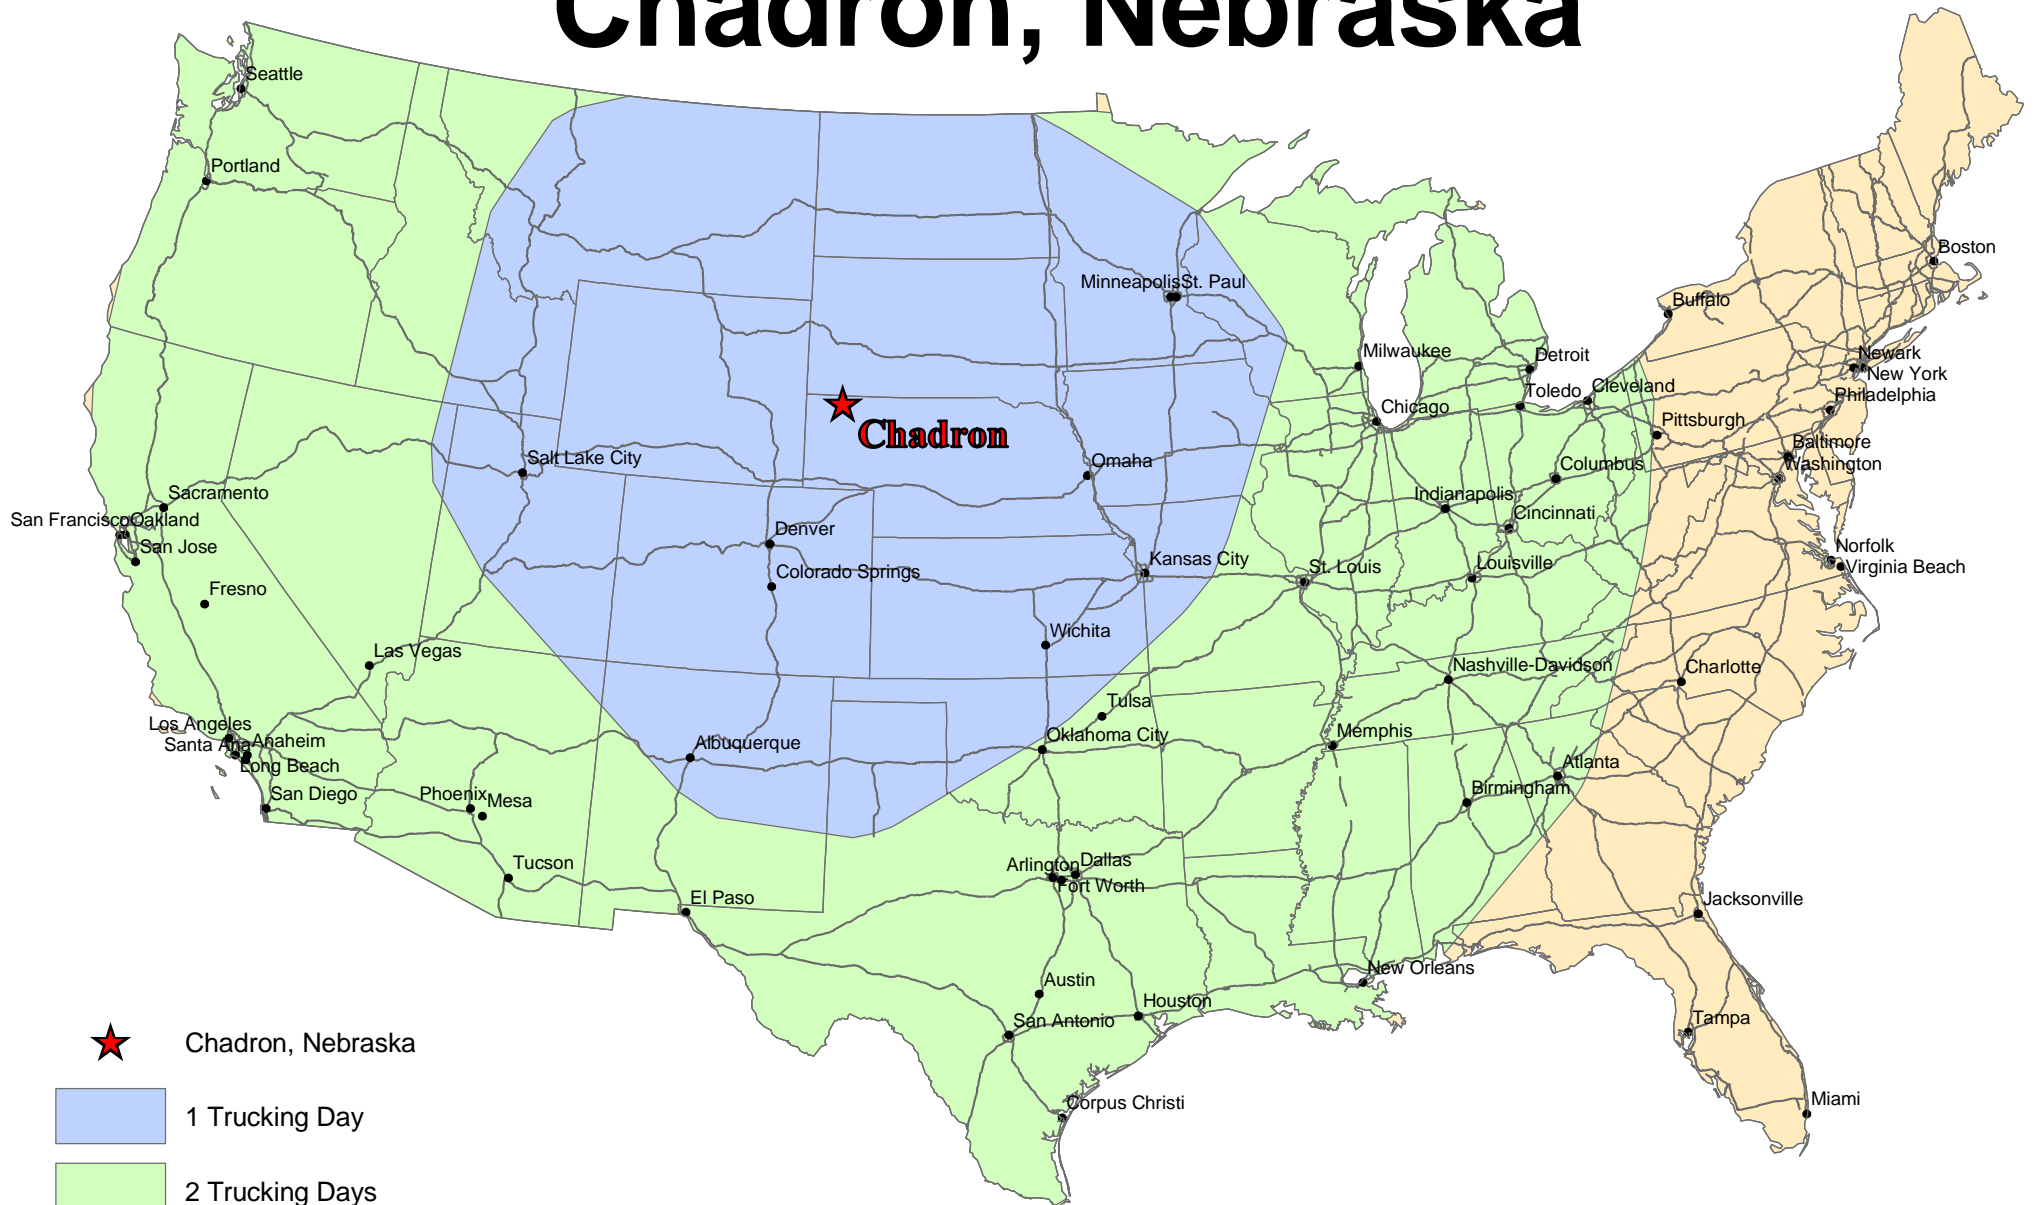 Chadron, Nebraska
Seattle
Portland
Boston
MinneapolisSt. Paul
Buffalo
Milwaukee
Detroit
Newark
New York
Toledo
Cleveland
Philadelphia
Chicago
Pittsburgh
Chadron
Baltimore
Washington
Salt Lake City
Omaha
Columbus
Sacramento
Indianapolis
Cincinnati
San FranciscoOakland
San Jose
Denver
Norfolk
Virginia Beach
Kansas City
St. Louis
Louisville
Colorado Springs
Fresno
Wichita
Las Vegas
Nashville-Davidson
Charlotte
Tulsa
Los Angeles
Oklahoma City
Memphis
Santa Ana
Anaheim
Albuquerque
Long Beach
Atlanta
San Diego
Phoenix
Mesa
Birmingham
Tucson
Arlington
Dallas
Fort Worth
El Paso
Jacksonville
New Orleans
Austin
Houston
San Antonio
Tampa
Chadron, Nebraska
Corpus Christi
Miami
1 Trucking Day
2 Trucking Days